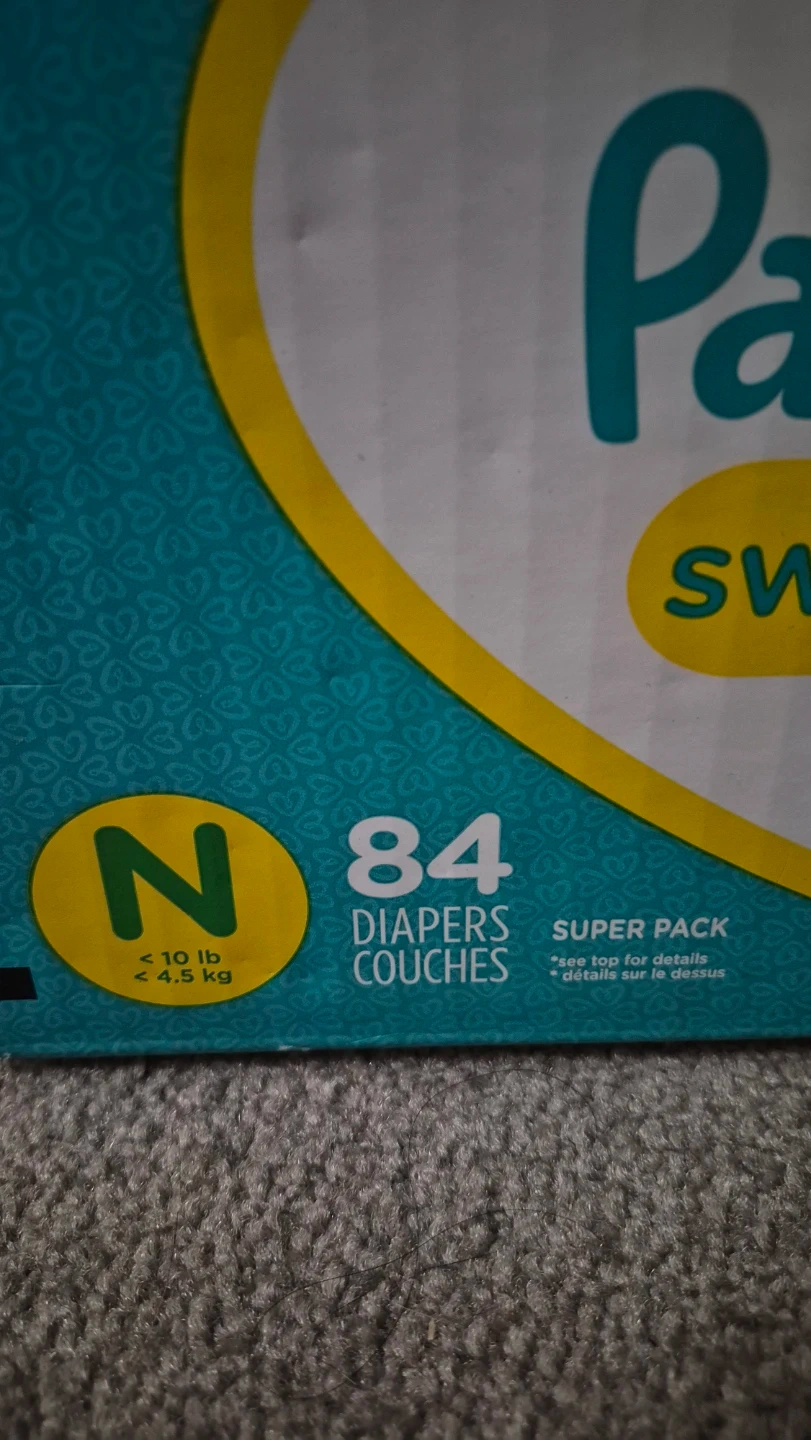 Pa
sw
N
< 10 lb
< 4.5 kg
84
DIAPERS
COUCHES
SUPER PACK
*see top for details
* détails sur le dessus